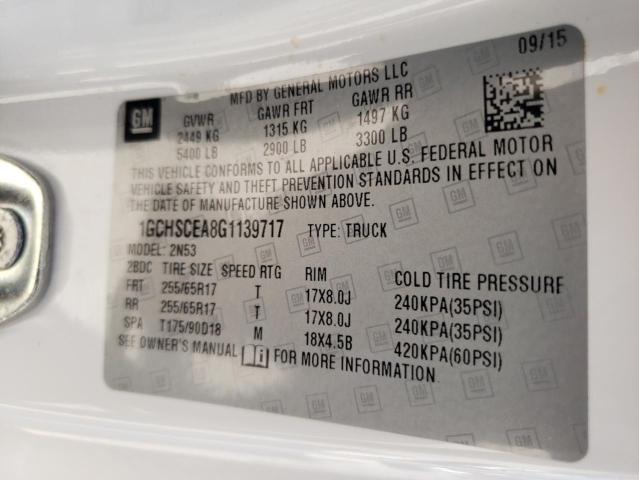 09/15
MFD BY GENERAL MOTORS LLC
GM GVWR GAWR FRT GAWR RR
2449 KG 1315 KG 1497 KG
5400 LB 2900 LB 3300 LB
THIS VEHICLE CONFORMS TO ALL APPLICABLE U.S. FEDERAL MOTOR
VEHICLE SAFETY AND THEFT PREVENTION STANDARDS IN EFFECT ON
THE DATE OF MANUFACTURE SHOWN ABOVE.
1GCHSCEA8G1139717 TYPE: TRUCK
MODEL: 2N53
2BDC TIRE SIZE SPEED RTG RIM COLD TIRE PRESSURE
FRT 255/65R17 T 17X8.0J 240KPA(35PSI)
RR 255/65R17 T 17X8.0J 240KPA(35PSI)
SPA T175/90D18 M 18X4.5B 420KPA(60PSI)
SEE OWNER'S MANUAL FOR MORE INFORMATION.